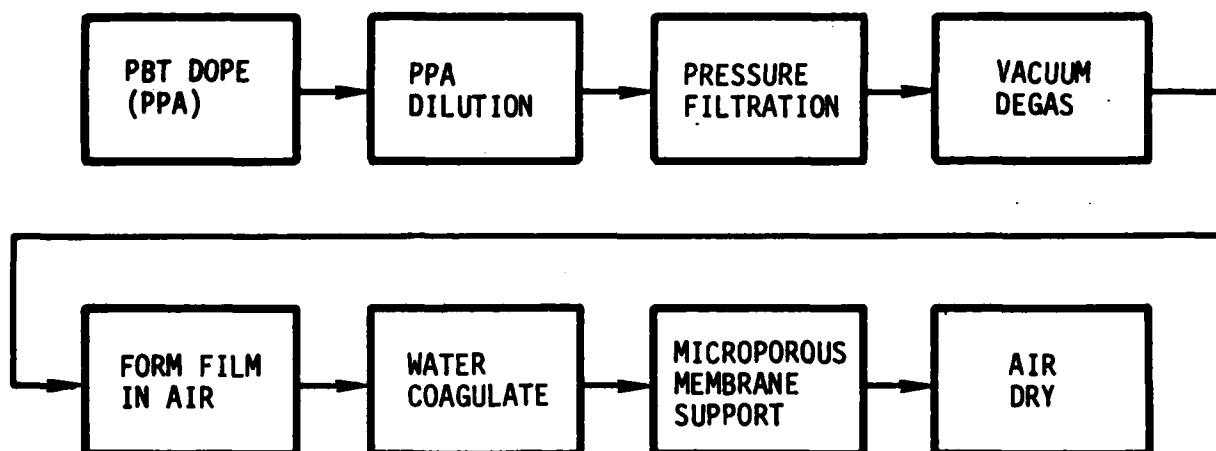 PBT DOPE
(PPA)
PPA
DILUTION
PRESSURE
FILTRATION
VACUUM
DEGAS
FORM FILM
IN AIR
WATER
COAGULATE
MICROPOROUS
MEMBRANE
SUPPORT
AIR
DRY